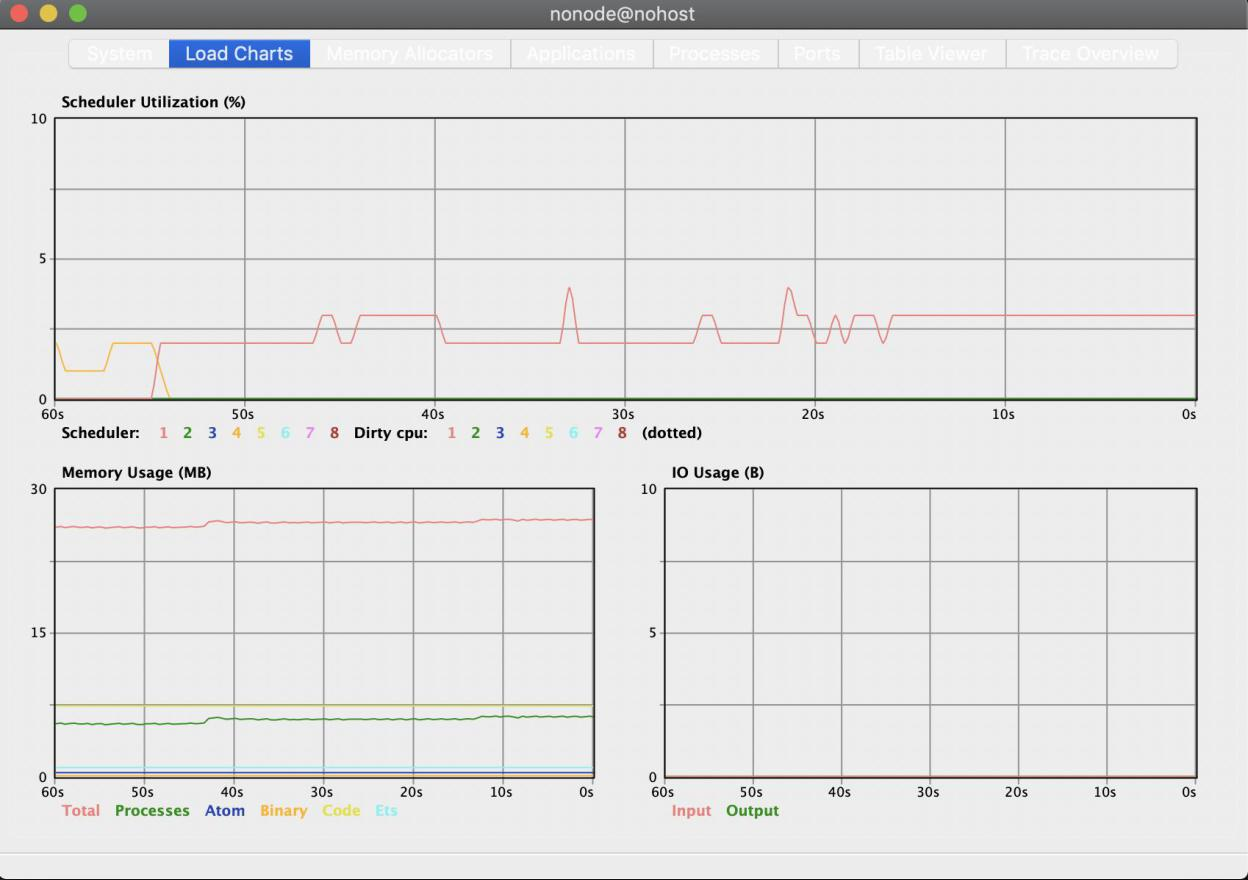 nonode@nohost
System Load Charts Memory Allocators Applications Processes Ports Table Viewer Trace Overview
Scheduler Utilization (%)
10
5
0
60s 50s 40s 30s 20s 10s 0s
Scheduler: 1 2 3 4 5 6 7 8 Dirty cpu: 1 2 3 4 5 6 7 8 (dotted)
Memory Usage (MB)
30
15
0
60s 50s 40s 30s 20s 10s 0s
Total Processes Atom Binary Code Ets
IO Usage (B)
10
5
0
60s 50s 40s 30s 20s 10s 0s
Input Output